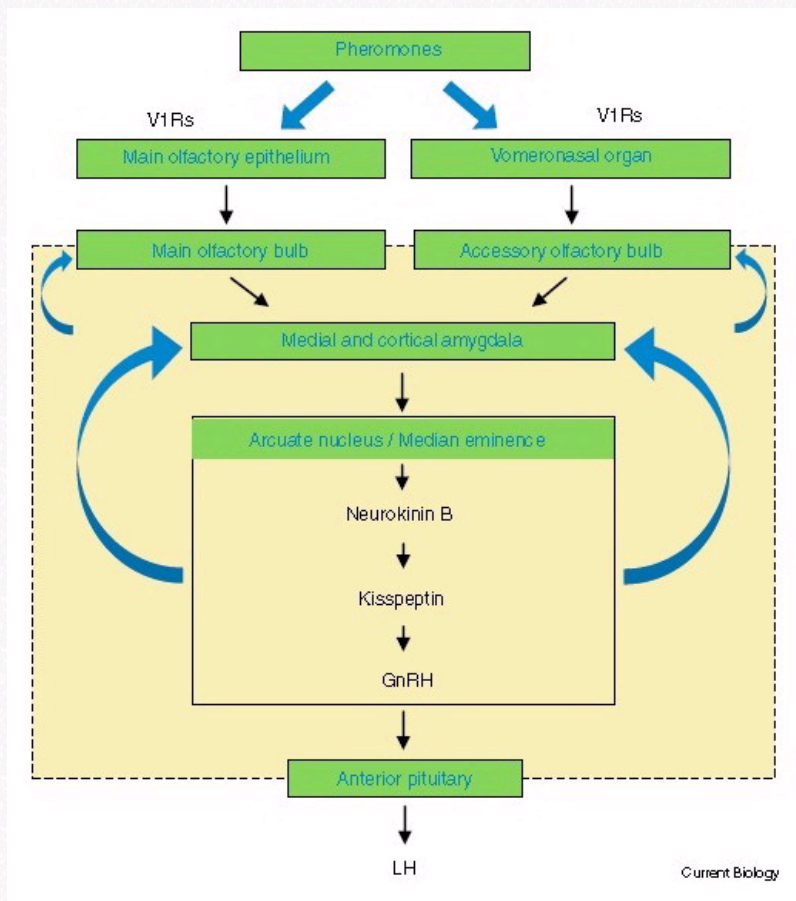 Pheromones
V1Rs
V1Rs
Main olfactory epithelium
Vomeronasal organ
Main olfactory bulb
Accessory olfactory bulb
Medial and cortical amygdala
Arcuate nucleus / Median eminence
Neurokinin B
Kisspeptin
GnRH
Anterior pituitary
LH
Current Biology